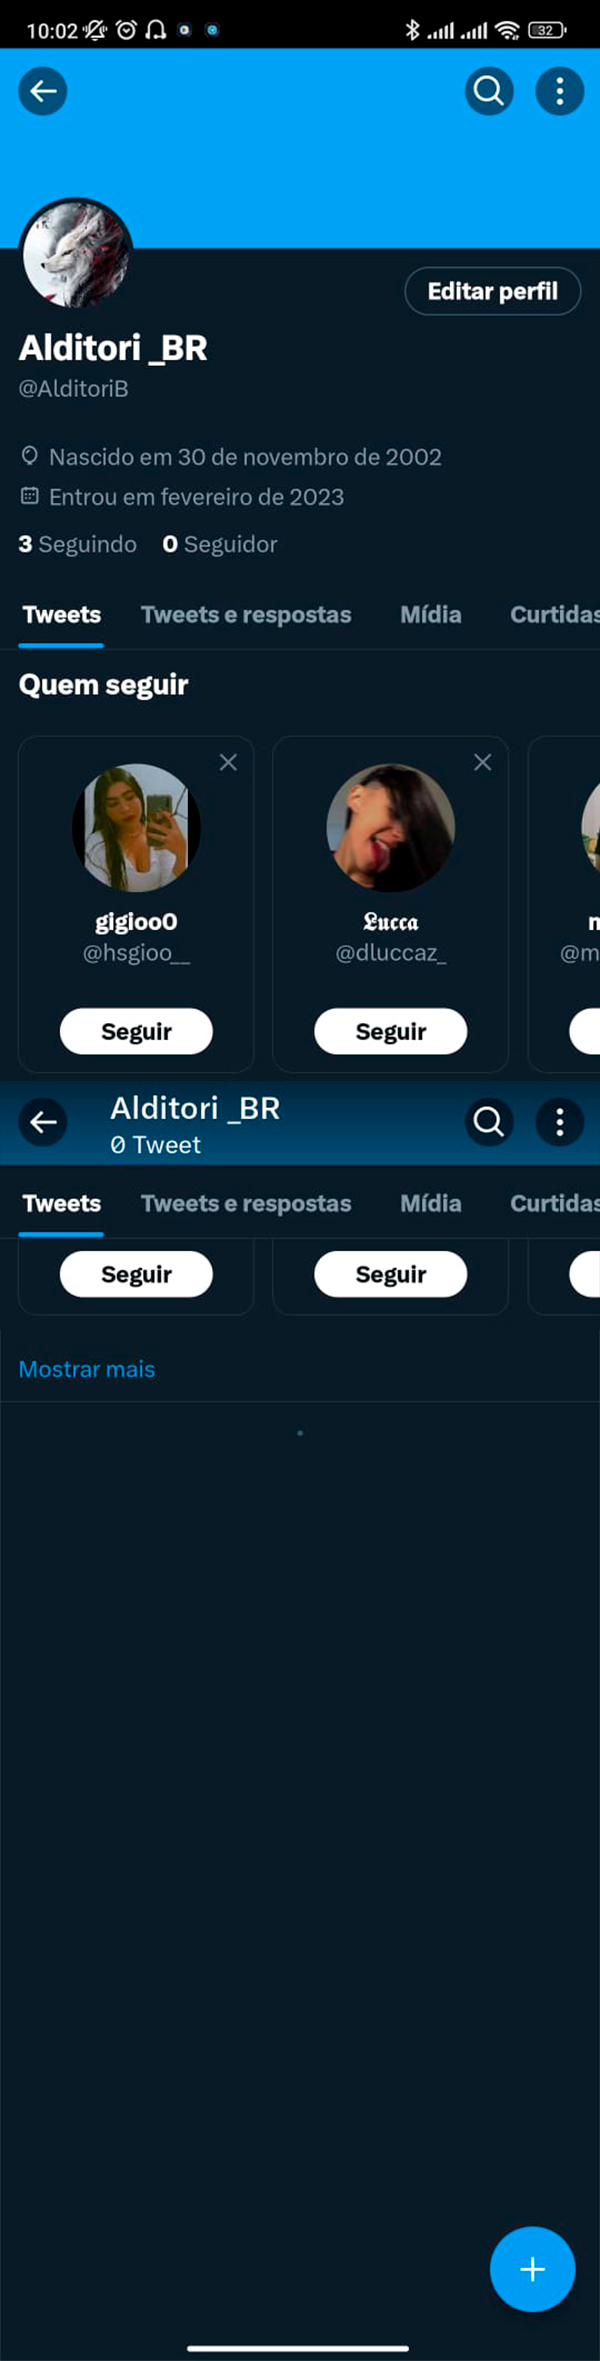 10:02
32
Editar perfil
Alditori _BR
@AlditoriB
Nascido em 30 de novembro de 2002
Entrou em fevereiro de 2023
3 Seguindo 0 Seguidor
Tweets Tweets e respostas Mídia Curtidas
Quem seguir
gigiooO 𝕷𝖚𝖈𝖈𝖆
@hsgioo__ @dluccaz_ @m
Seguir Seguir
Alditori _BR
0 Tweet
Tweets Tweets e respostas Mídia Curtidas
Seguir Seguir
Mostrar mais